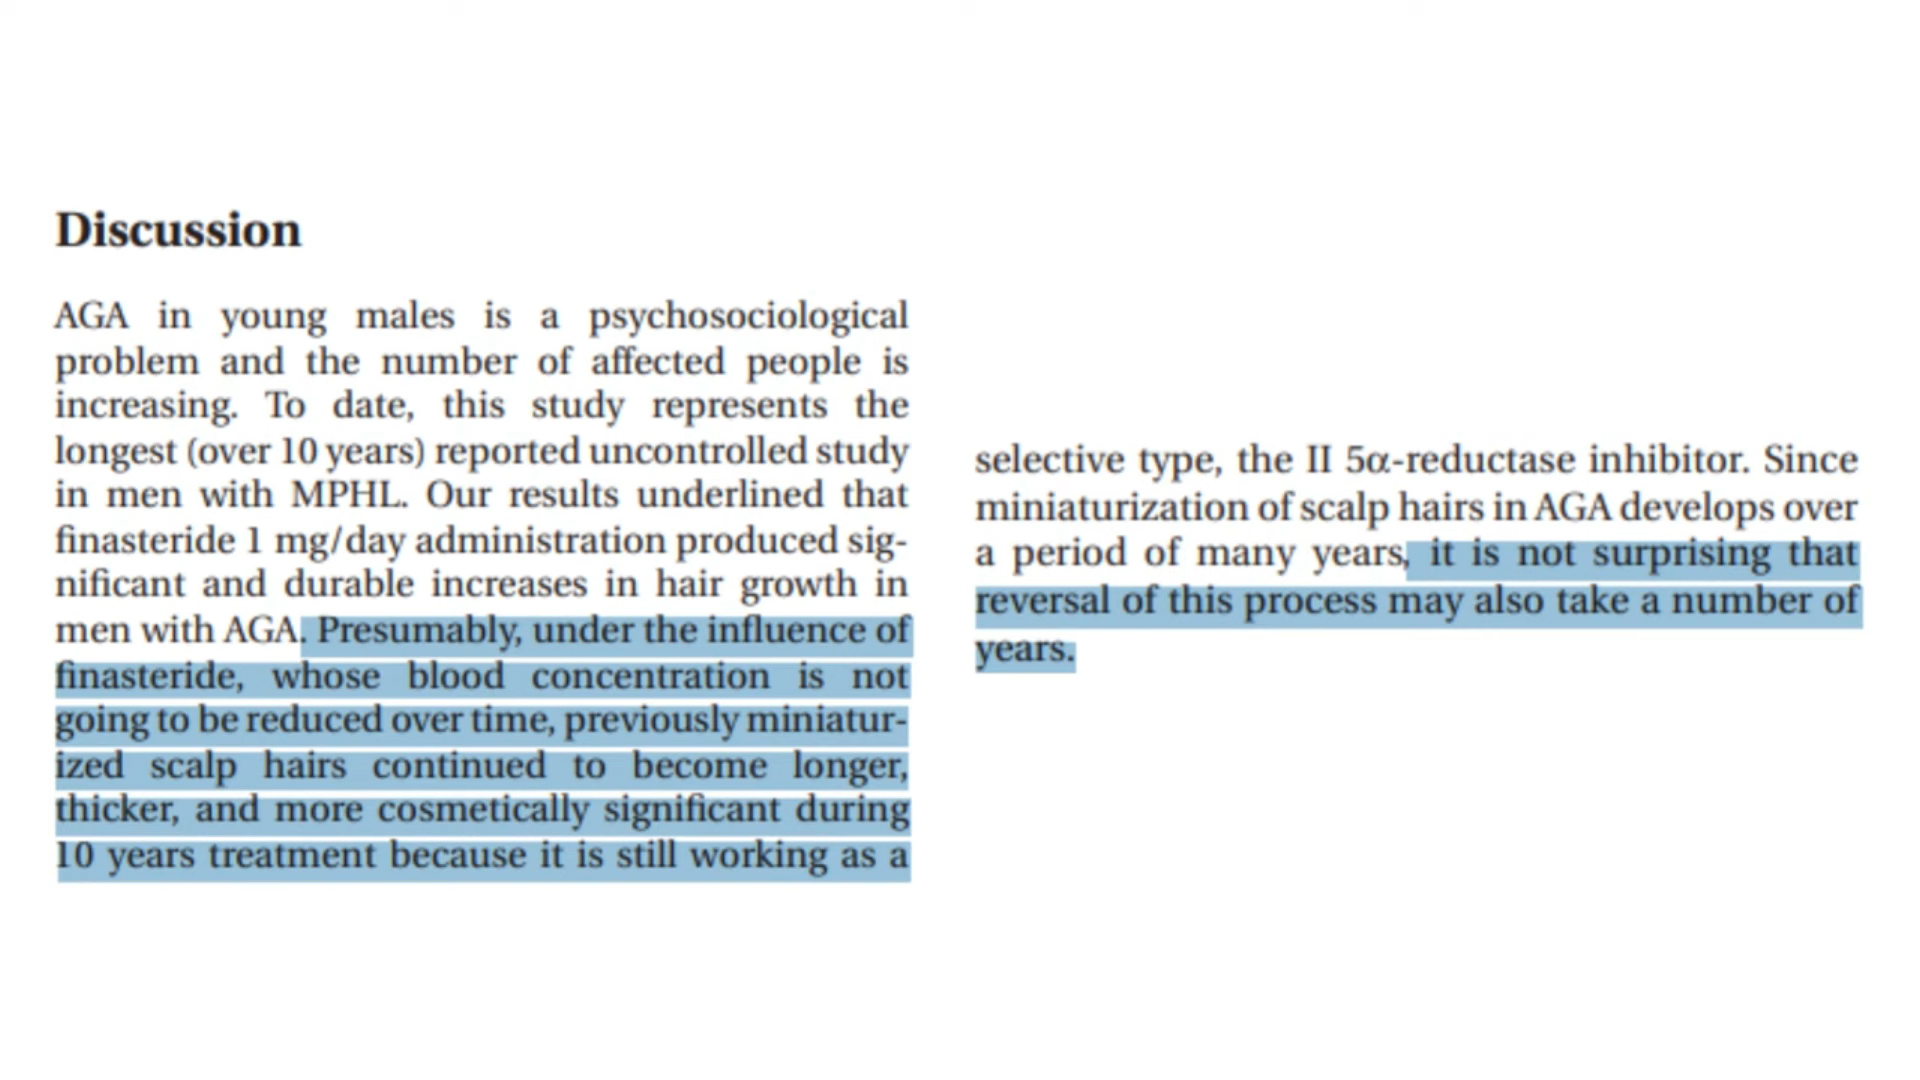 Discussion
AGA in young males is a psychosociological
problem and the number of affected people is
increasing. To date, this study represents the
longest (over 10 years) reported uncontrolled study
in men with MPHL. Our results underlined that
finasteride 1 mg/day administration produced sig-
nificant and durable increases in hair growth in
men with AGA. Presumably, under the influence of
finasteride, whose blood concentration is not
going to be reduced over time, previously miniatur-
ized scalp hairs continued to become longer,
thicker, and more cosmetically significant during
10 years treatment because it is still working as a
selective type, the II 5α-reductase inhibitor. Since
miniaturization of scalp hairs in AGA develops over
a period of many years, it is not surprising that
reversal of this process may also take a number of
years.